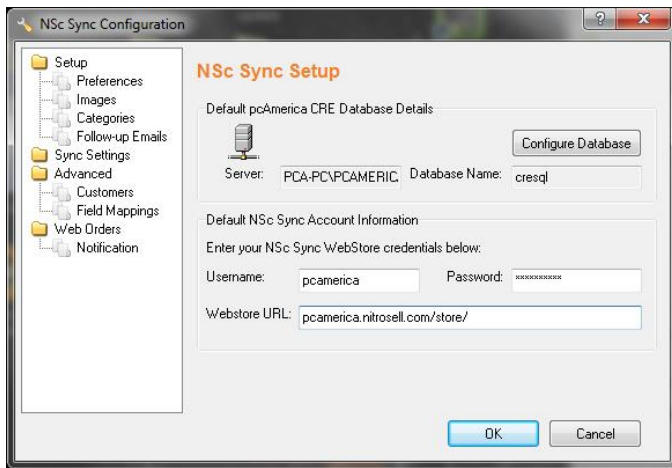 NSc Sync Configuration
Setup
Preferences
Images
Categories
Follow-up Emails
Sync Settings
Advanced
Customers
Field Mappings
Web Orders
Notification
NSc Sync Setup
Default pcAmerica CRE Database Details
Configure Database
Server: PCA-PC\PCAMERIC Database Name: cresql
Default NSc Sync Account Information
Enter your NSc Sync WebStore credentials below:
Username: pcamerica Password: **********
Webstore URL: pcamerica.nitrosell.com/store/
OK Cancel